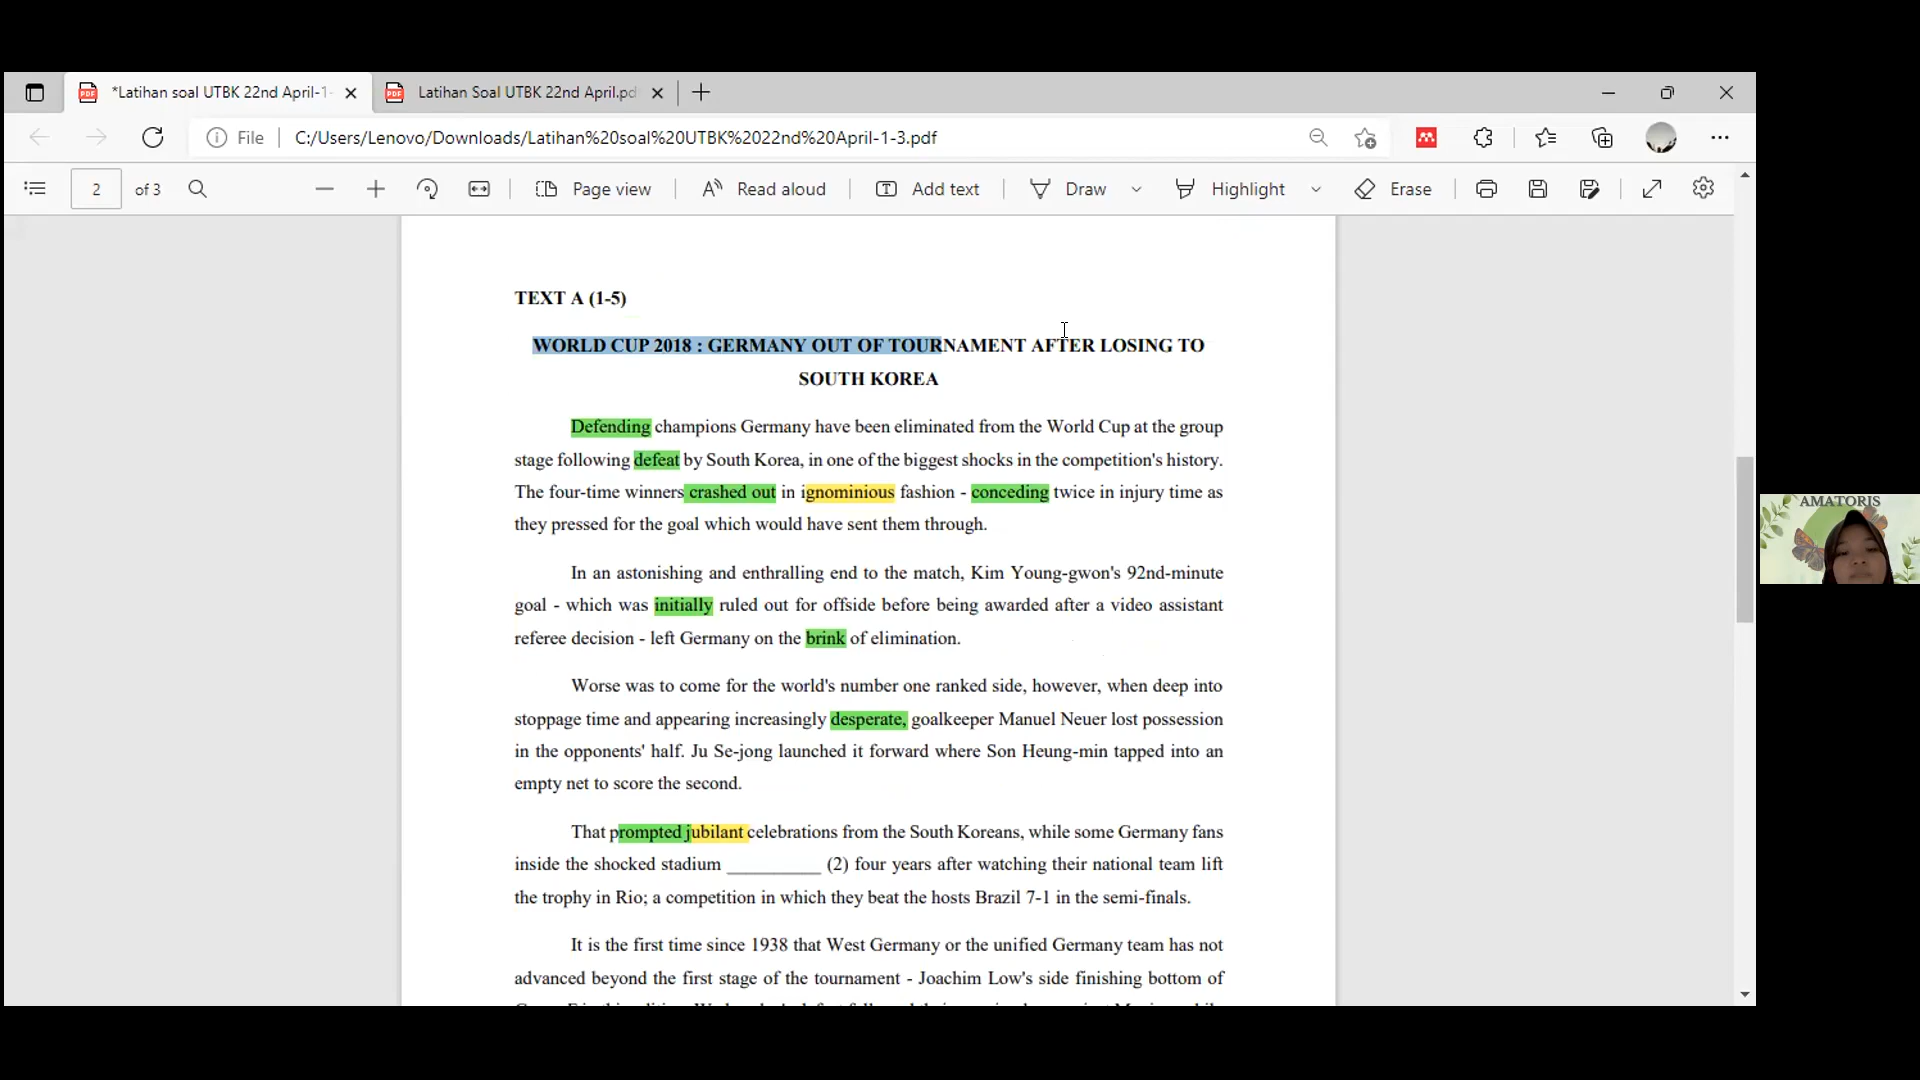 *Latihan soal UTBK 22nd April-1-
Latihan Soal UTBK 22nd April.pd
File
C:/Users/Lenovo/Downloads/Latihan%20soal%20UTBK%2022nd%20April-1-3.pdf
2 of 3
Page view
Read aloud
Add text
Draw
Highlight
Erase
TEXT A (1-5)
WORLD CUP 2018 : GERMANY OUT OF TOURNAMENT AFTER LOSING TO
SOUTH KOREA
Defending champions Germany have been eliminated from the World Cup at the group
stage following defeat by South Korea, in one of the biggest shocks in the competition's history.
The four-time winners crashed out in ignominious fashion - conceding twice in injury time as
they pressed for the goal which would have sent them through.
In an astonishing and enthralling end to the match, Kim Young-gwon's 92nd-minute
goal - which was initially ruled out for offside before being awarded after a video assistant
referee decision - left Germany on the brink of elimination.
Worse was to come for the world's number one ranked side, however, when deep into
stoppage time and appearing increasingly desperate, goalkeeper Manuel Neuer lost possession
in the opponents' half. Ju Se-jong launched it forward where Son Heung-min tapped into an
empty net to score the second.
That prompted jubilant celebrations from the South Koreans, while some Germany fans
inside the shocked stadium __________ (2) four years after watching their national team lift
the trophy in Rio; a competition in which they beat the hosts Brazil 7-1 in the semi-finals.
It is the first time since 1938 that West Germany or the unified Germany team has not
advanced beyond the first stage of the tournament - Joachim Low's side finishing bottom of
AMATORIS